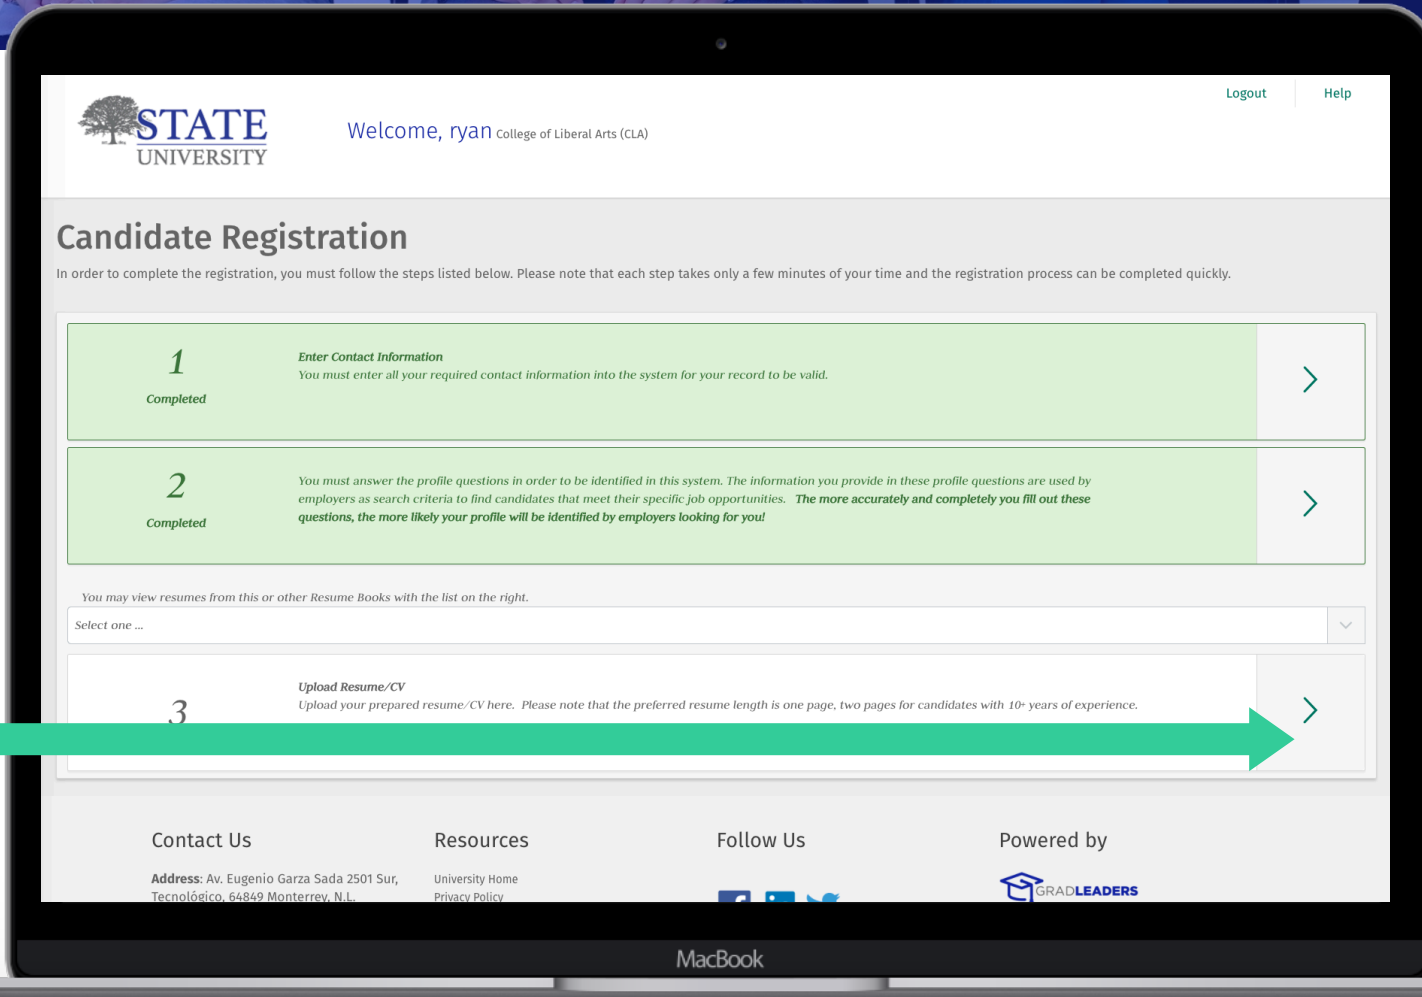 STATE
UNIVERSITY
Welcome, ryan College of Liberal Arts (CLA)
Logout
Help
Candidate Registration
In order to complete the registration, you must follow the steps listed below. Please note that each step takes only a few minutes of your time and the registration process can be completed quickly.
1
Completed
Enter Contact Information
You must enter all your required contact information into the system for your record to be valid.
2
Completed
You must answer the profile questions in order to be identified in this system. The information you provide in these profile questions are used by
employers as search criteria to find candidates that meet their specific job opportunities. The more accurately and completely you fill out these
questions, the more likely your profile will be identified by employers looking for you!
You may view resumes from this or other Resume Books with the list on the right.
Select one ...
3
Upload Resume/CV
Upload your prepared resume/CV here. Please note that the preferred resume length is one page, two pages for candidates with 10+ years of experience.
Contact Us
Address: Av. Eugenio Garza Sada 2501 Sur,
Tecnológico, 64849 Monterrey, N.L.
Resources
University Home
Privacy Policy
Follow Us
Powered by
GRADLEADERS
MacBook